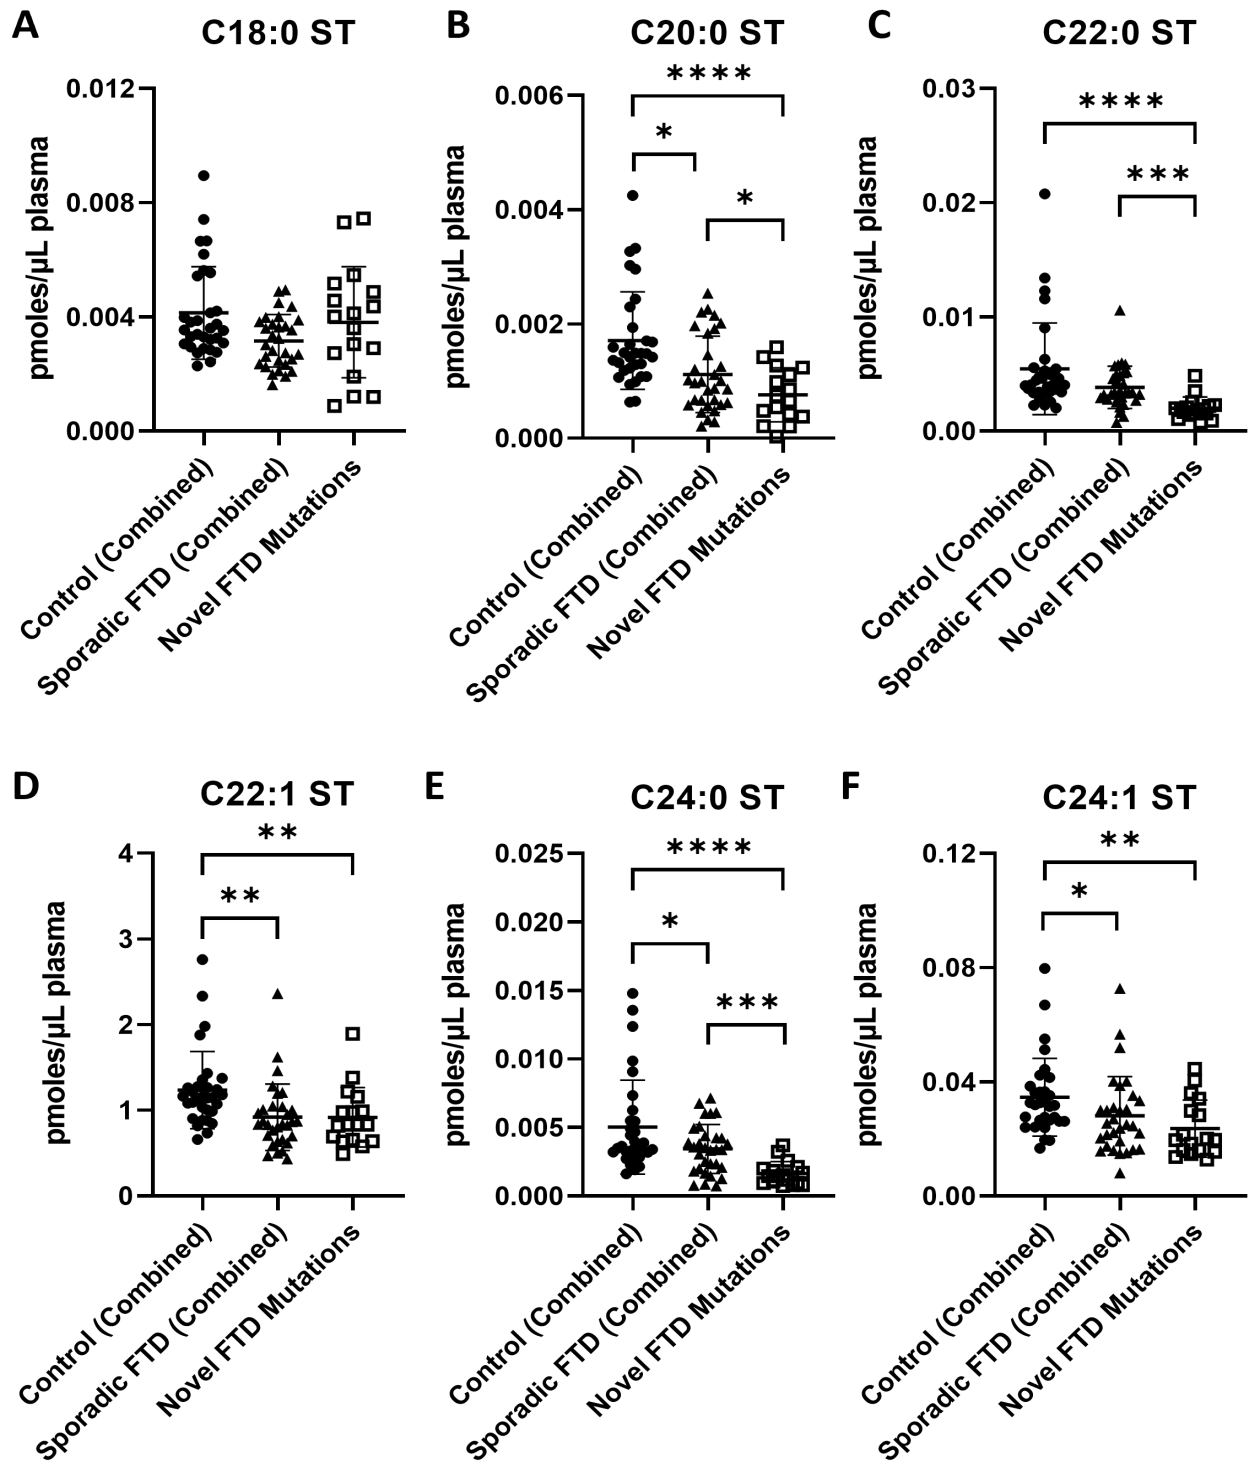 A
C18:0 ST
pmoles/µL plasma
0.012
0.008
0.004
0.000
Control (Combined)
Sporadic FTD (Combined)
Novel FTD Mutations
B
C20:0 ST
pmoles/µL plasma
0.006
0.004
0.002
0.000
****
*
*
Control (Combined)
Sporadic FTD (Combined)
Novel FTD Mutations
C
C22:0 ST
pmoles/µL plasma
0.03
0.02
0.01
0.00
****
***
Control (Combined)
Sporadic FTD (Combined)
Novel FTD Mutations
D
C22:1 ST
pmoles/µL plasma
4
3
2
1
0
**
**
Control (Combined)
Sporadic FTD (Combined)
Novel FTD Mutations
E
C24:0 ST
pmoles/µL plasma
0.025
0.020
0.015
0.010
0.005
0.000
****
*
***
Control (Combined)
Sporadic FTD (Combined)
Novel FTD Mutations
F
C24:1 ST
pmoles/µL plasma
0.12
0.08
0.04
0.00
**
*
Control (Combined)
Sporadic FTD (Combined)
Novel FTD Mutations